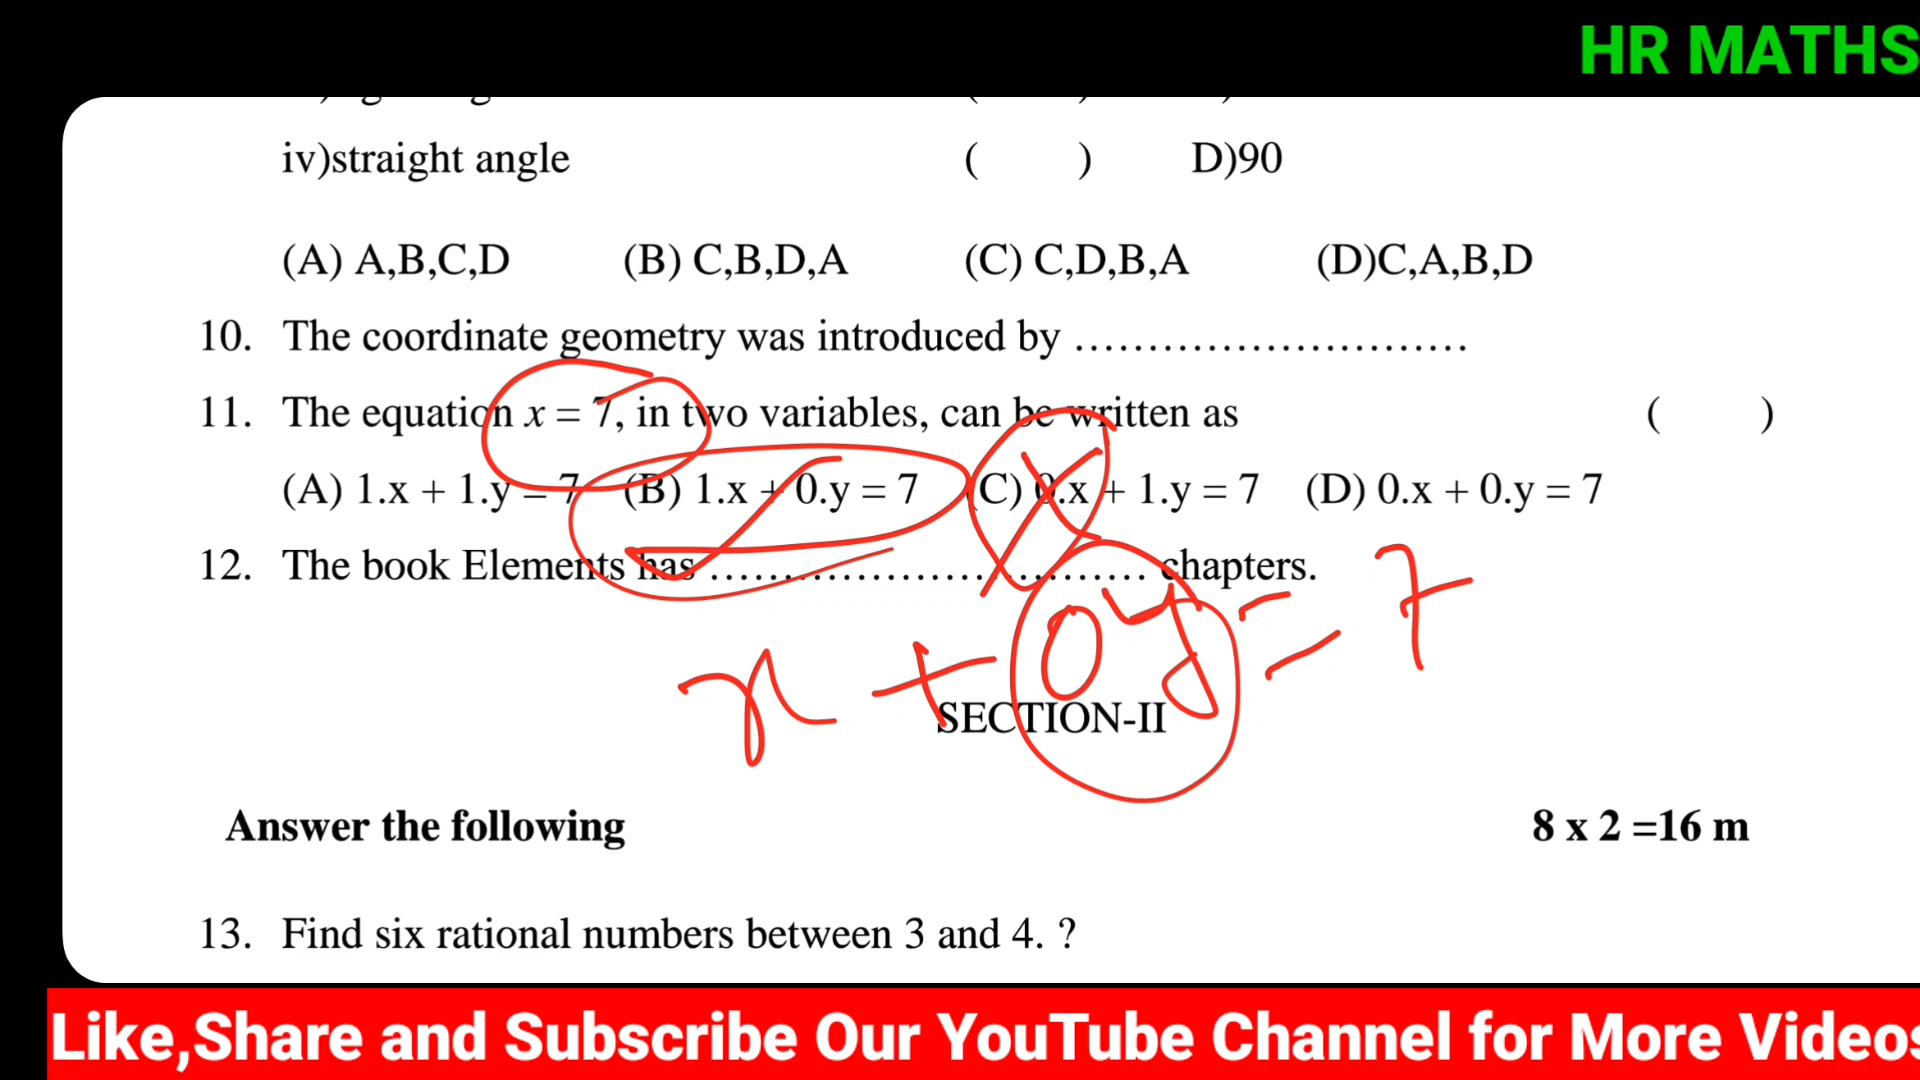 HR MATHS
iv)straight angle ( ) D)90
(A) A,B,C,D (B) C,B,D,A (C) C,D,B,A (D)C,A,B,D
10. The coordinate geometry was introduced by ...........................
11. The equation x = 7, in two variables, can be written as ( )
(A) 1.x + 1.y = 7 (B) 1.x + 0.y = 7 (C) 0.x + 1.y = 7 (D) 0.x + 0.y = 7
12. The book Elements has .............................. chapters.
x + 0y = 7
SECTION-II
Answer the following 8 x 2 =16 m
13. Find six rational numbers between 3 and 4. ?
Like,Share and Subscribe Our YouTube Channel for More Videos